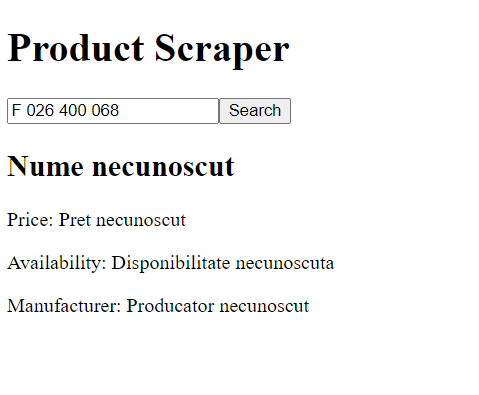 Product Scraper
F 026 400 068 Search
Nume necunoscut
Price: Pret necunoscut
Availability: Disponibilitate necunoscuta
Manufacturer: Producator necunoscut